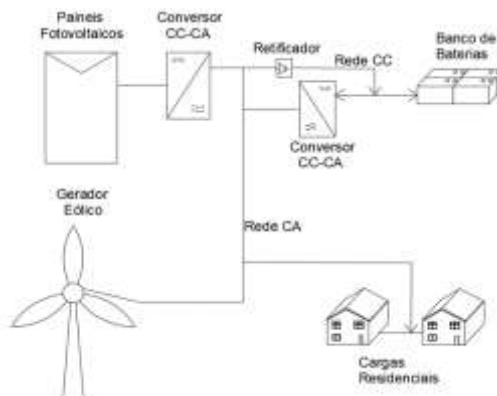 Paineis
Fotovoltaicos
Conversor
CC-CA
Retificador
Rede CC
Banco de
Baterias
Conversor
CC-CA
Gerador
Eólico
Rede CA
Cargas
Residenciais